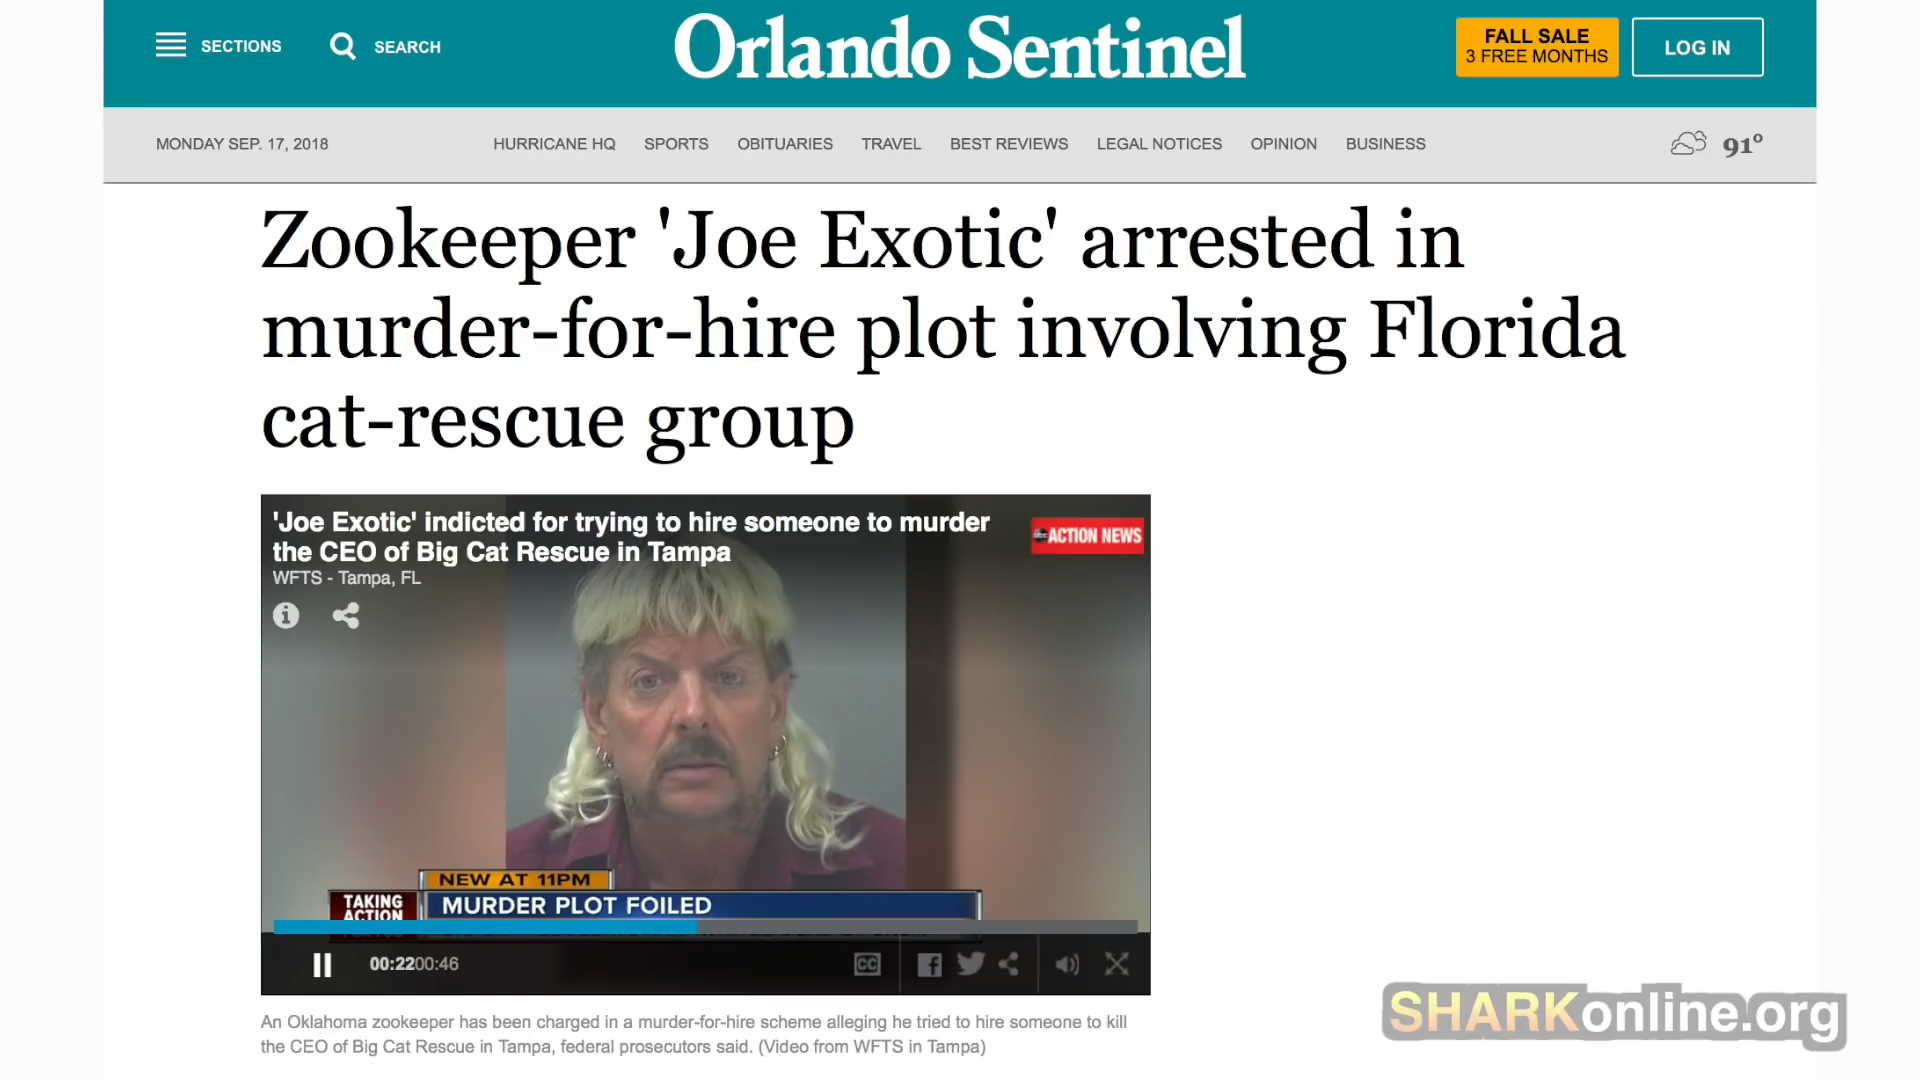 SECTIONS
SEARCH
Orlando Sentinel
FALL SALE
3 FREE MONTHS
LOG IN
MONDAY SEP. 17, 2018
HURRICANE HQ
SPORTS
OBITUARIES
TRAVEL
BEST REVIEWS
LEGAL NOTICES
OPINION
BUSINESS
91°
Zookeeper 'Joe Exotic' arrested in
murder-for-hire plot involving Florida
cat-rescue group
'Joe Exotic' indicted for trying to hire someone to murder
the CEO of Big Cat Rescue in Tampa
WFTS - Tampa, FL
abc ACTION NEWS
NEW AT 11PM
TAKING
ACTION
MURDER PLOT FOILED
00:22 00:46
CC
An Oklahoma zookeeper has been charged in a murder-for-hire scheme alleging he tried to hire someone to kill
the CEO of Big Cat Rescue in Tampa, federal prosecutors said. (Video from WFTS in Tampa)
SHARKonline.org